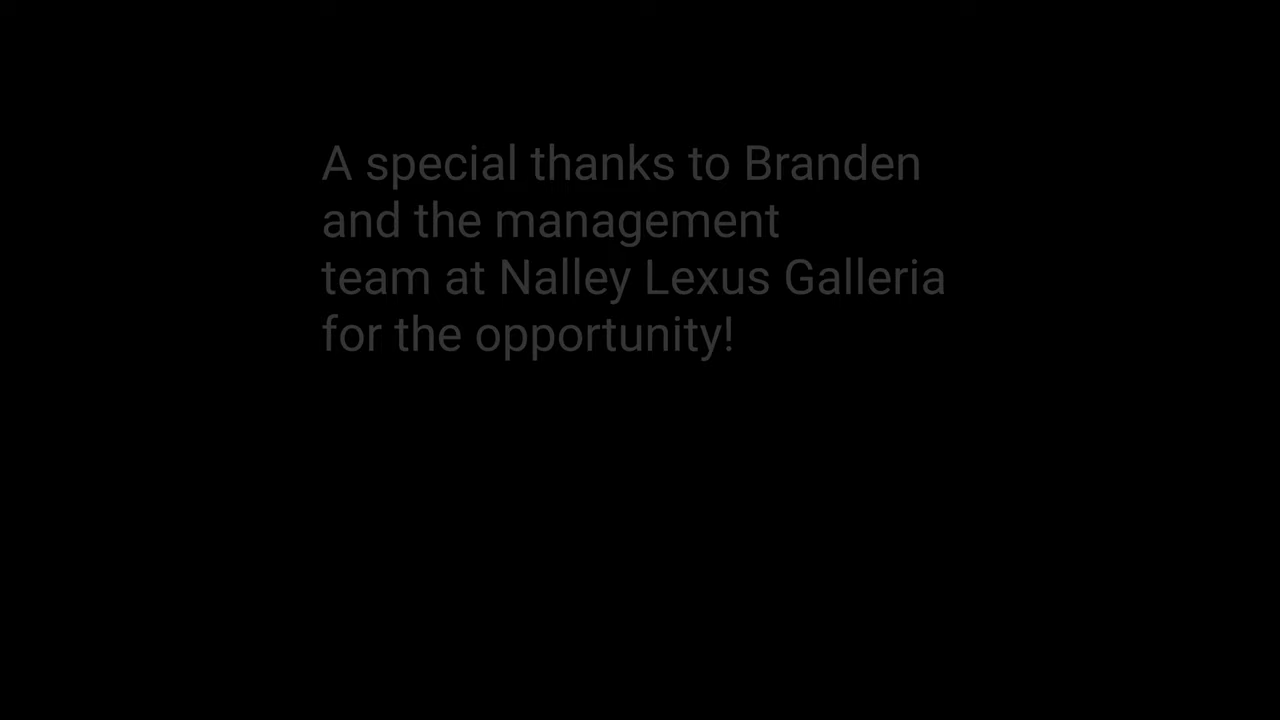 A special thanks to Branden
and the management
team at Nalley Lexus Galleria
for the opportunity!